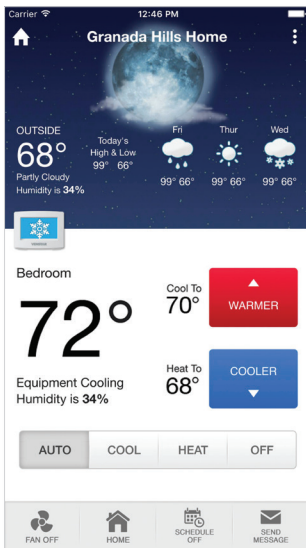 Carrier 12:46 PM
Granada Hills Home
OUTSIDE
68°
Partly Cloudy
Humidity is 34%
Today's
High & Low
99° 66°
Fri
99° 66°
Thur
99° 66°
Wed
99° 66°
Bedroom
72°
Equipment Cooling
Humidity is 34%
Cool To
70°
WARMER
Heat To
68°
COOLER
AUTO COOL HEAT OFF
FAN OFF
HOME
SCHEDULE
OFF
SEND
MESSAGE